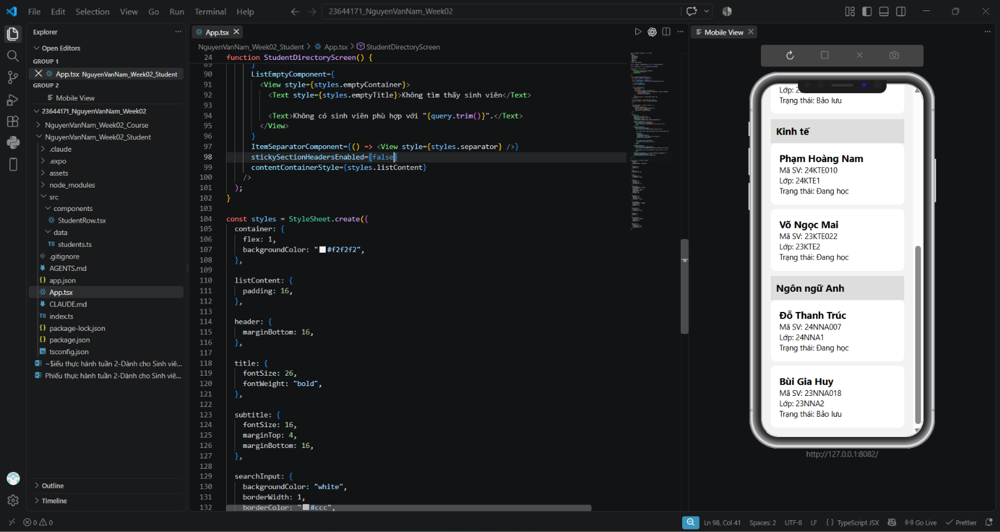 File Edit Selection View Go Run Terminal Help
23644171_NguyenVanNam_Week02
Explorer
Open Editors
GROUP 1
App.tsx NguyenVanNam_Week02_Student
GROUP 2
Mobile View
23644171_NguyenVanNam_Week02
NguyenVanNam_Week02_Course
NguyenVanNam_Week02_Student
.claude
.expo
assets
node_modules
src
components
StudentRow.tsx
data
TS students.ts
.gitignore
AGENTS.md
{} app.json
App.tsx
CLAUDE.md
TS index.ts
{} package-lock.json
{} package.json
tsconfig.json
~$iếu thực hành tuần 2-Dành cho Sinh viê...
Phiếu thực hành tuần 2-Dành cho Sinh viê...
Outline
Timeline
App.tsx
NguyenVanNam_Week02_Student > App.tsx > StudentDirectoryScreen
24 function StudentDirectoryScreen() {
89 }
90 ListEmptyComponent={
91 <View style={styles.emptyContainer}>
92 <Text style={styles.emptyTitle}>Không tìm thấy sinh viên</Text>
93
94 <Text>Không có sinh viên phù hợp với "{query.trim()}".</Text>
95 </View>
96 }
97 ItemSeparatorComponent={() => <View style={styles.separator} />}
98 stickySectionHeadersEnabled={false}
99 contentContainerStyle={styles.listContent}
100 />
101 );
102 }
103
104 const styles = StyleSheet.create({
105 container: {
106 flex: 1,
107 backgroundColor: "#f2f2f2",
108 },
109
110 listContent: {
111 padding: 16,
112 },
113
114 header: {
115 marginBottom: 16,
116 },
117
118 title: {
119 fontSize: 26,
120 fontWeight: "bold",
121 },
122
123 subtitle: {
124 fontSize: 16,
125 marginTop: 4,
126 marginBottom: 16,
127 },
128
129 searchInput: {
130 backgroundColor: "white",
131 borderWidth: 1,
132 borderColor: "#ccc",
Mobile View
Trạng thái: Bảo lưu
Kinh tế
Phạm Hoàng Nam
Mã SV: 24KTE010
Lớp: 24KTE1
Trạng thái: Đang học
Võ Ngọc Mai
Mã SV: 23KTE022
Lớp: 23KTE2
Trạng thái: Đang học
Ngôn ngữ Anh
Đỗ Thanh Trúc
Mã SV: 24NNA007
Lớp: 24NNA1
Trạng thái: Đang học
Bùi Gia Huy
Mã SV: 23NNA018
Lớp: 23NNA2
Trạng thái: Bảo lưu
http://127.0.0.1:8082/
0 0
Ln 98, Col 41 Spaces: 2 UTF-8 LF {} TypeScript JSX Go Live Prettier